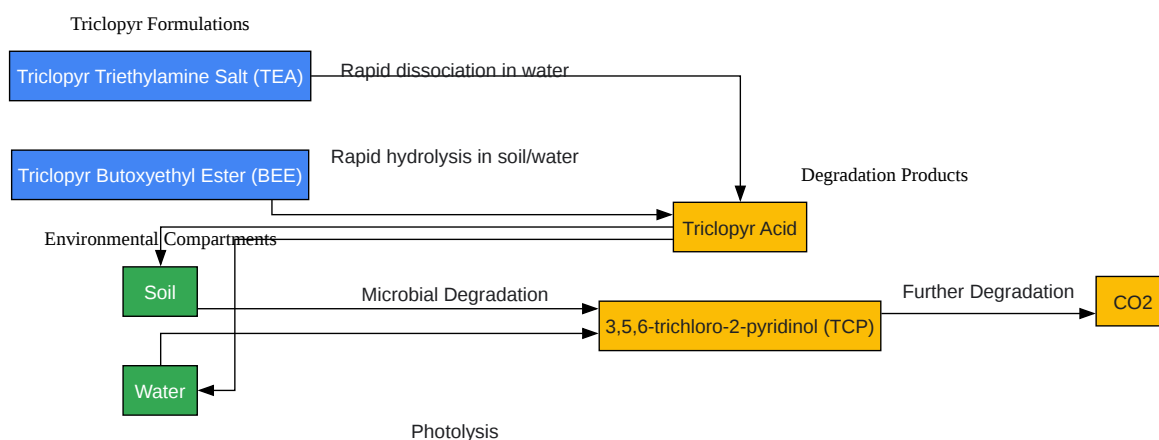 Triclopyr Formulations
Triclopyr Triethylamine Salt (TEA)
Rapid dissociation in water
Triclopyr Butoxyethyl Ester (BEE)
Rapid hydrolysis in soil/water
Degradation Products
Triclopyr Acid
Environmental Compartments
Soil
Microbial Degradation
3,5,6-trichloro-2-pyridinol (TCP)
Further Degradation
CO2
Water
Photolysis